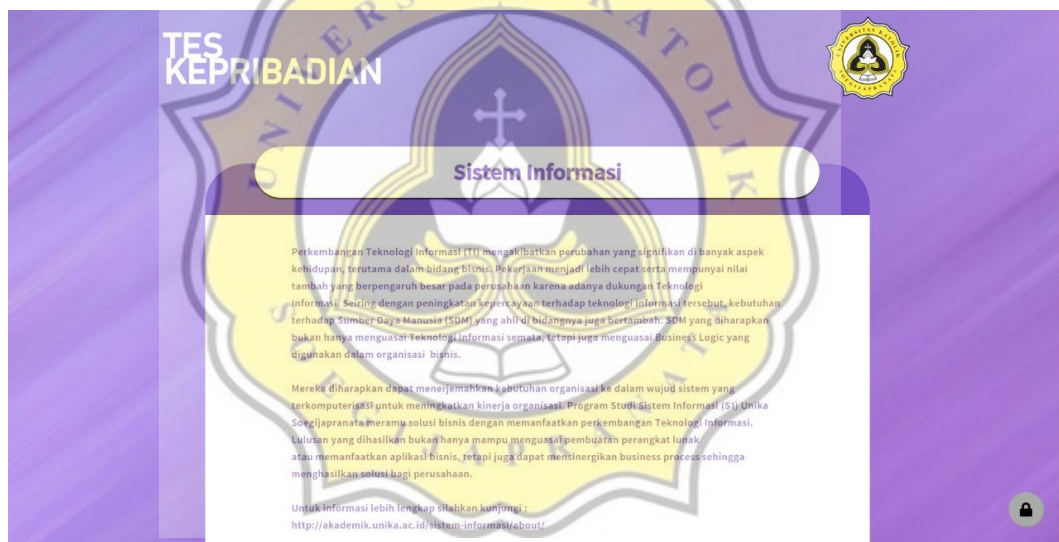 TES
KEPRIBADIAN
UNIVERSITAS KATOLIK
SOEGIJAPRANATA
Sistem Informasi
Perkembangan Teknologi Informasi (TI) mengakibatkan perubahan yang signifikan di banyak aspek
kehidupan, terutama dalam bidang bisnis. Pekerjaan menjadi lebih cepat serta mempunyai nilai
tambah yang berpengaruh besar pada perusahaan karena adanya dukungan Teknologi
Informasi. Seiring dengan peningkatan kepercayaan terhadap teknologi informasi tersebut, kebutuhan
terhadap Sumber Daya Manusia (SDM) yang ahli di bidangnya juga bertambah. SDM yang diharapkan
bukan hanya menguasai Teknologi Informasi semata, tetapi juga menguasai Business Logic yang
digunakan dalam organisasi bisnis.
Mereka diharapkan dapat menerjemahkan kebutuhan organisasi ke dalam wujud sistem yang
terkomputerisasi untuk meningkatkan kinerja organisasi. Program Studi Sistem Informasi (S1) Unika
Soegijapranata meramu solusi bisnis dengan memanfaatkan perkembangan Teknologi Informasi.
Lulusan yang dihasilkan bukan hanya mampu menguasai pembuatan perangkat lunak
atau memanfaatkan aplikasi bisnis, tetapi juga dapat mensinergikan business process sehingga
menghasilkan solusi bagi perusahaan.
Untuk informasi lebih lengkap silahkan kunjungi :
http://akademik.unika.ac.id/sistem-informasi/about/
UNIVERSITAS KATOLIK
SOEGIJAPRANATA